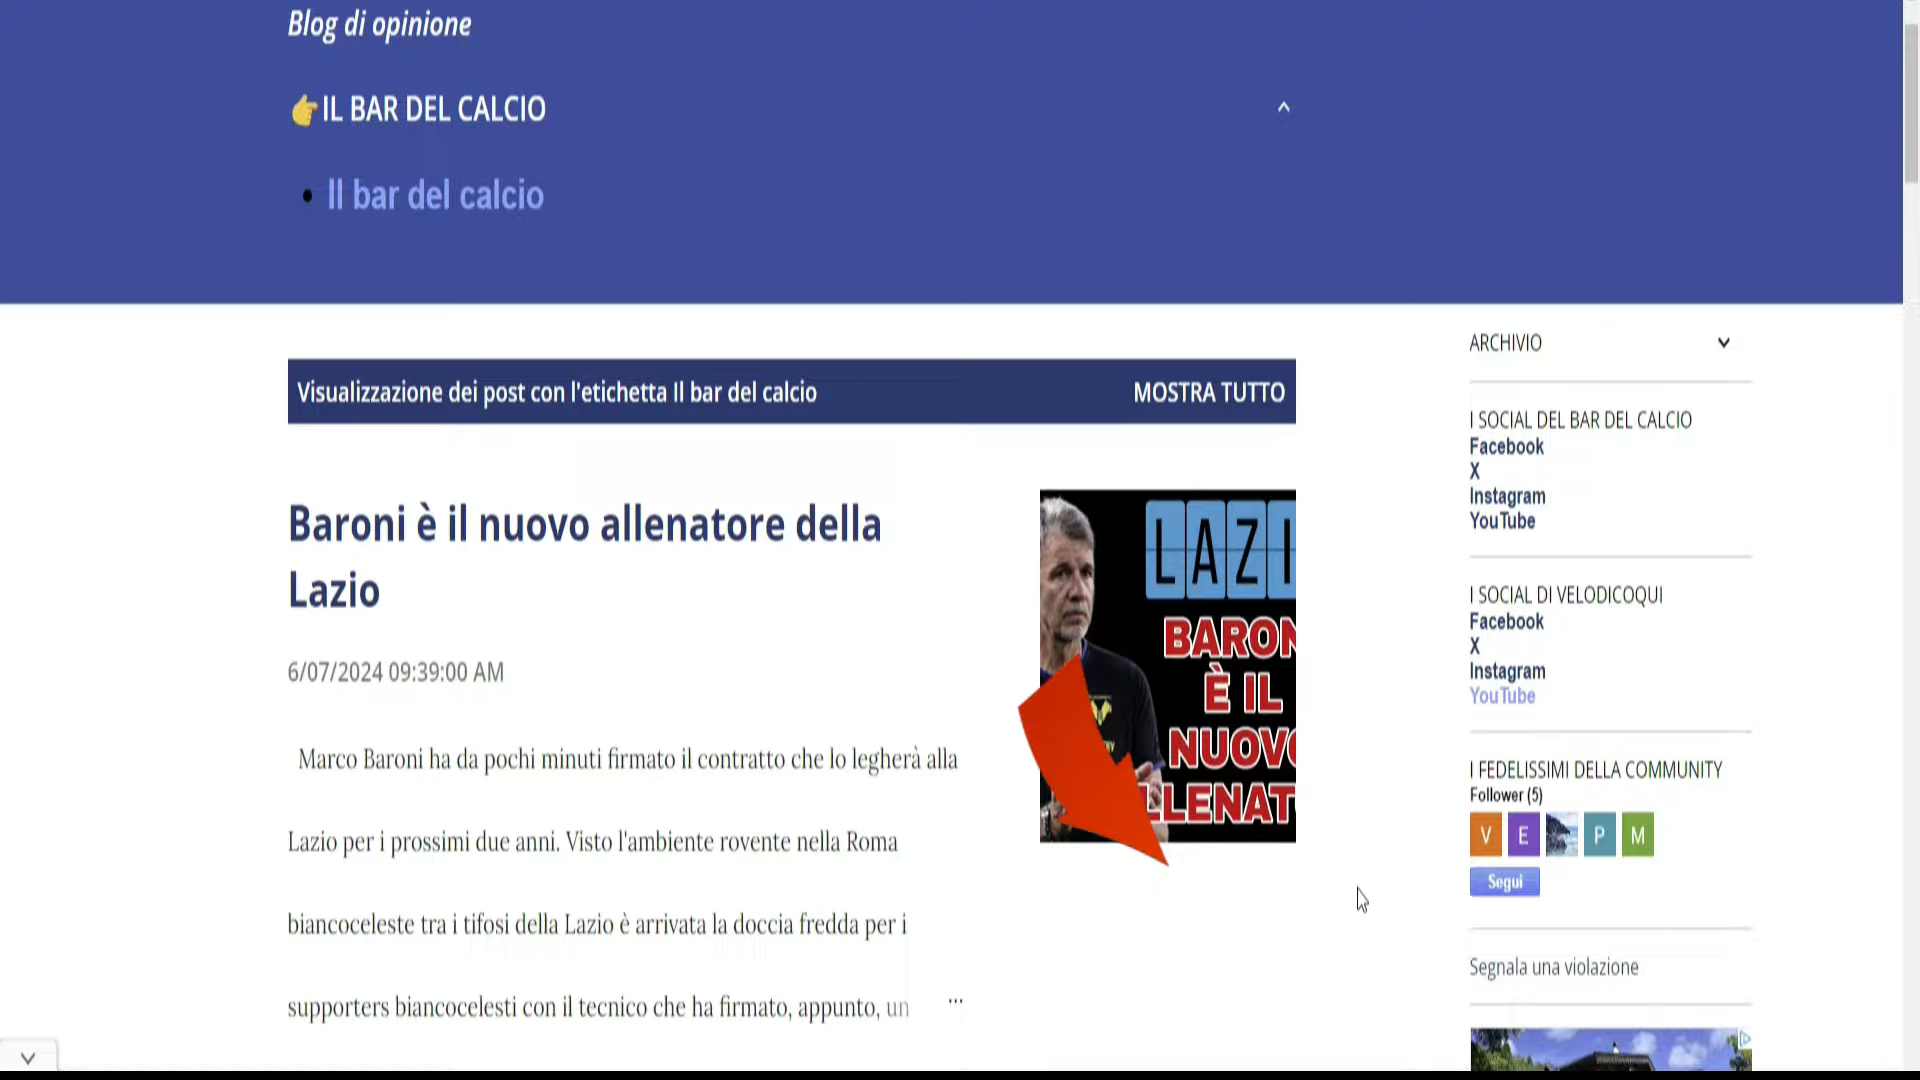 Blog di opinione
👉IL BAR DEL CALCIO
Il bar del calcio
Visualizzazione dei post con l'etichetta Il bar del calcio
MOSTRA TUTTO
Baroni è il nuovo allenatore della
Lazio
6/07/2024 09:39:00 AM
Marco Baroni ha da pochi minuti firmato il contratto che lo legherà alla
Lazio per i prossimi due anni. Visto l'ambiente rovente nella Roma
biancoceleste tra i tifosi della Lazio è arrivata la doccia fredda per i
supporters biancocelesti con il tecnico che ha firmato, appunto, un
...
LAZI
BARON
È IL
NUOVO
LLENAT
ARCHIVIO
I SOCIAL DEL BAR DEL CALCIO
Facebook
X
Instagram
YouTube
I SOCIAL DI VELODICOQUI
Facebook
X
Instagram
YouTube
I FEDELISSIMI DELLA COMMUNITY
Follower (5)
V E P M
Segui
Segnala una violazione